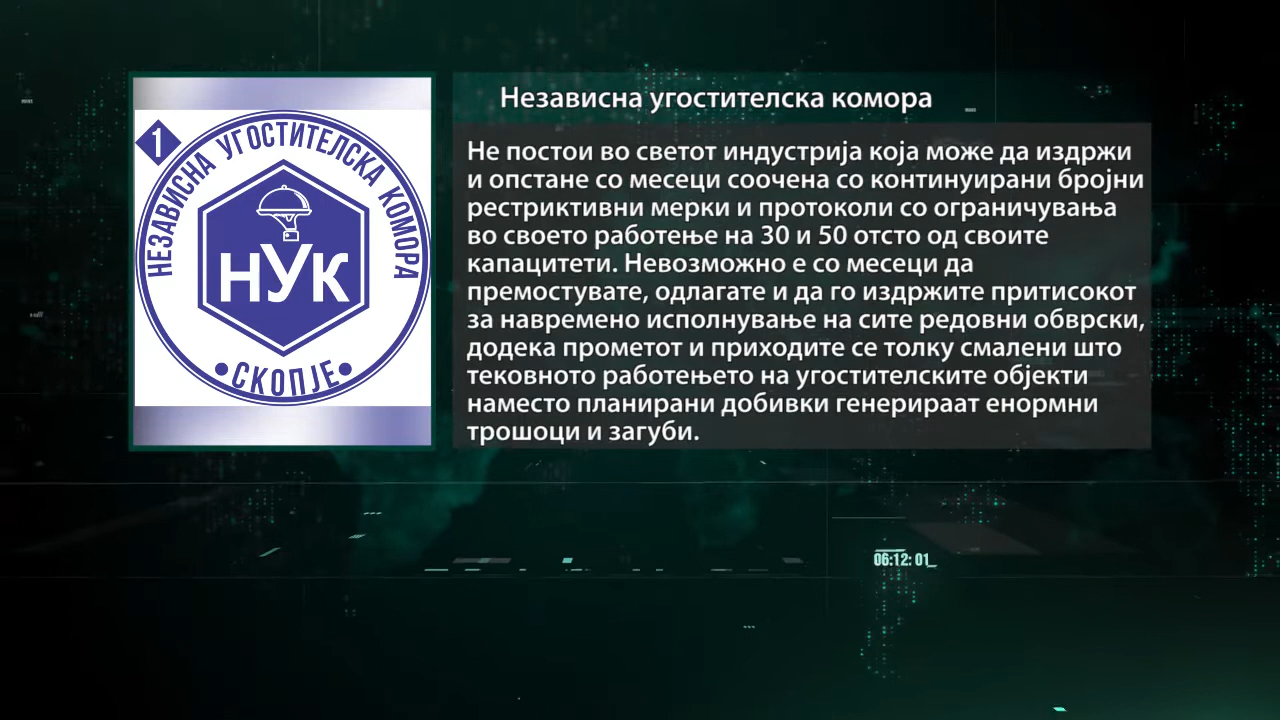 Независна угостителска комора
1
НЕЗАВИСНА УГОСТИТЕЛСКА КОМОРА
НУК
•СКОПЈЕ•
Не постои во светот индустрија која може да издржи
и опстане со месеци соочена со континуирани бројни
рестриктивни мерки и протоколи со ограничувања
во своето работење на 30 и 50 отсто од своите
капацитети. Невозможно е со месеци да
премостувате, одлагате и да го издржите притисокот
за навремено исполнување на сите редовни обврски,
додека прометот и приходите се толку смалени што
тековното работењето на угостителските објекти
наместо планирани добивки генерираат енормни
трошоци и загуби.
06:12: 01_